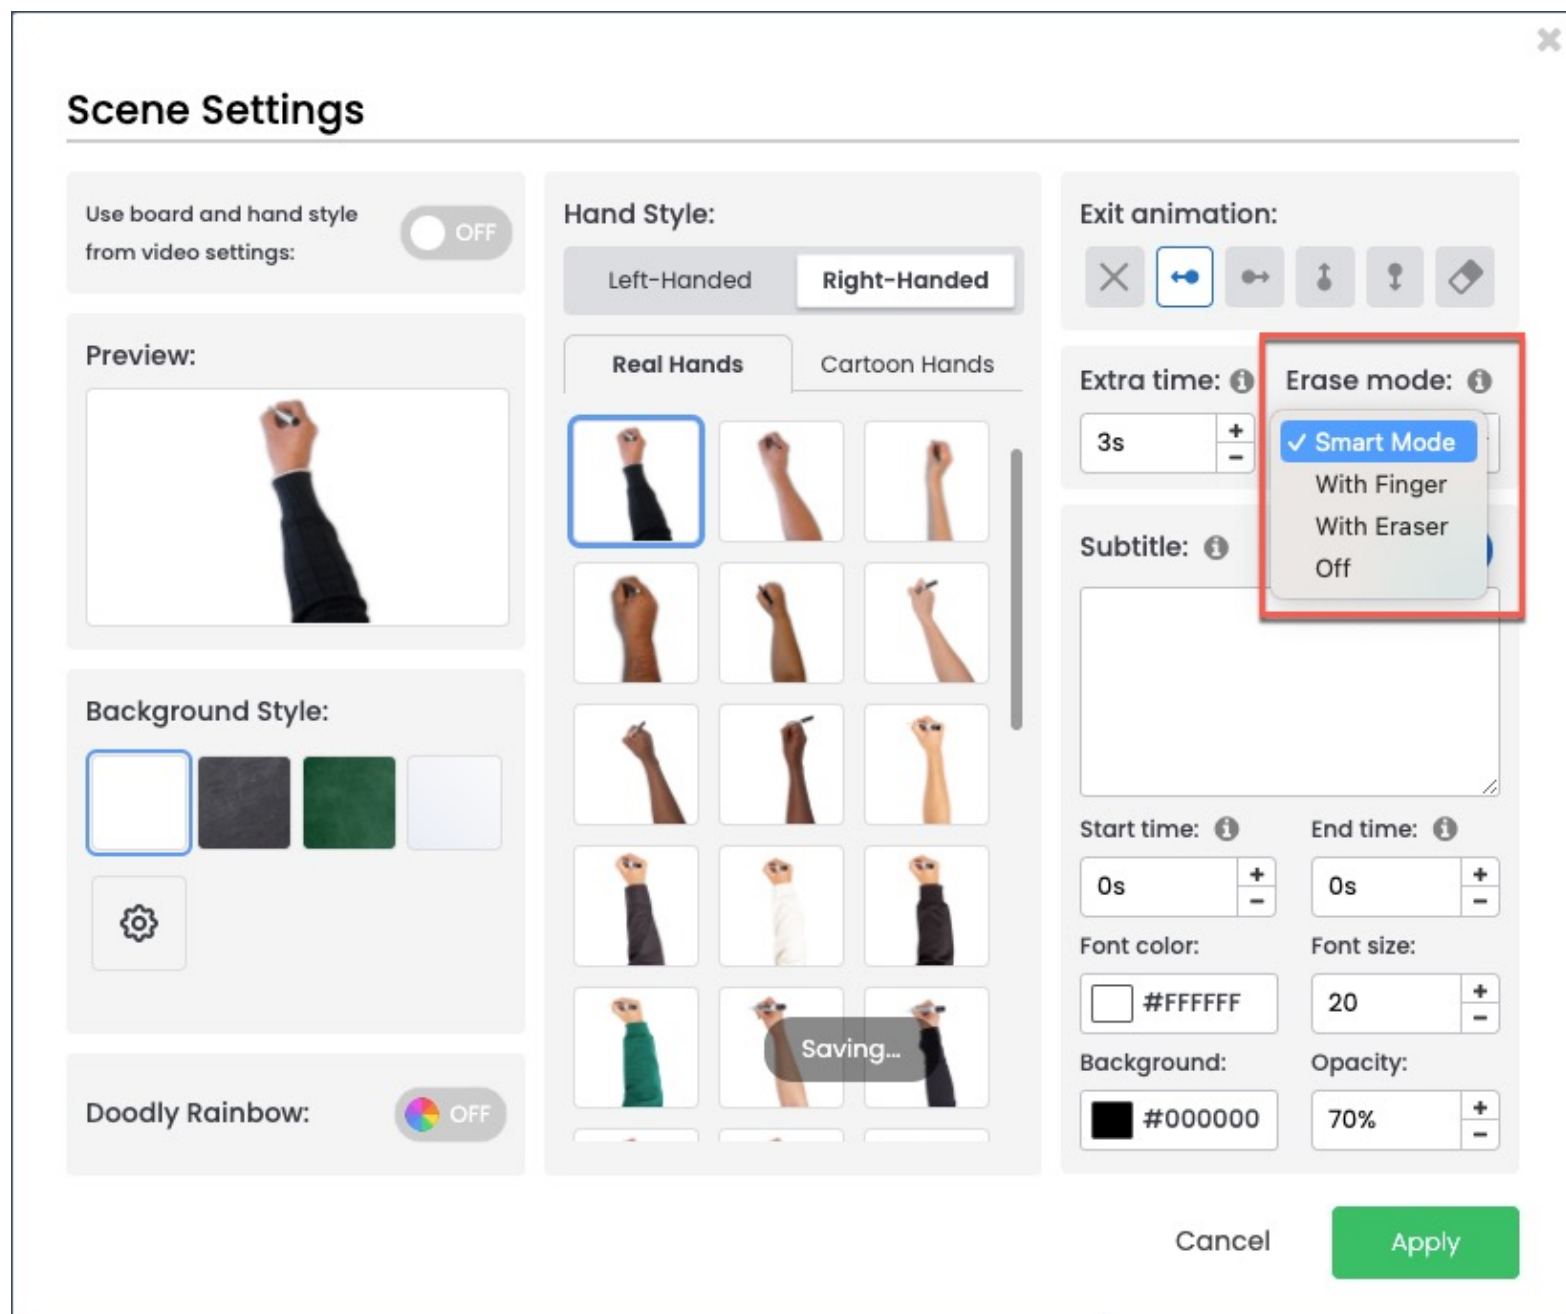 Scene Settings
Use board and hand style
from video settings:
OFF
Preview:
Background Style:
Doodly Rainbow:
OFF
Hand Style:
Left-Handed
Right-Handed
Real Hands
Cartoon Hands
Saving...
Exit animation:
Extra time:
3s
+
-
Erase mode:
✓ Smart Mode
With Finger
With Eraser
Off
Subtitle:
Start time:
0s
+
-
End time:
0s
+
-
Font color:
#FFFFFF
Font size:
20
+
-
Background:
#000000
Opacity:
70%
+
-
Cancel
Apply